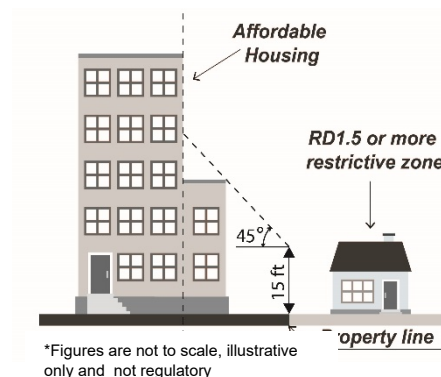 Affordable
Housing
RD1.5 or more
restrictive zone
45°
15 ft
Property line
*Figures are not to scale, illustrative
only and not regulatory